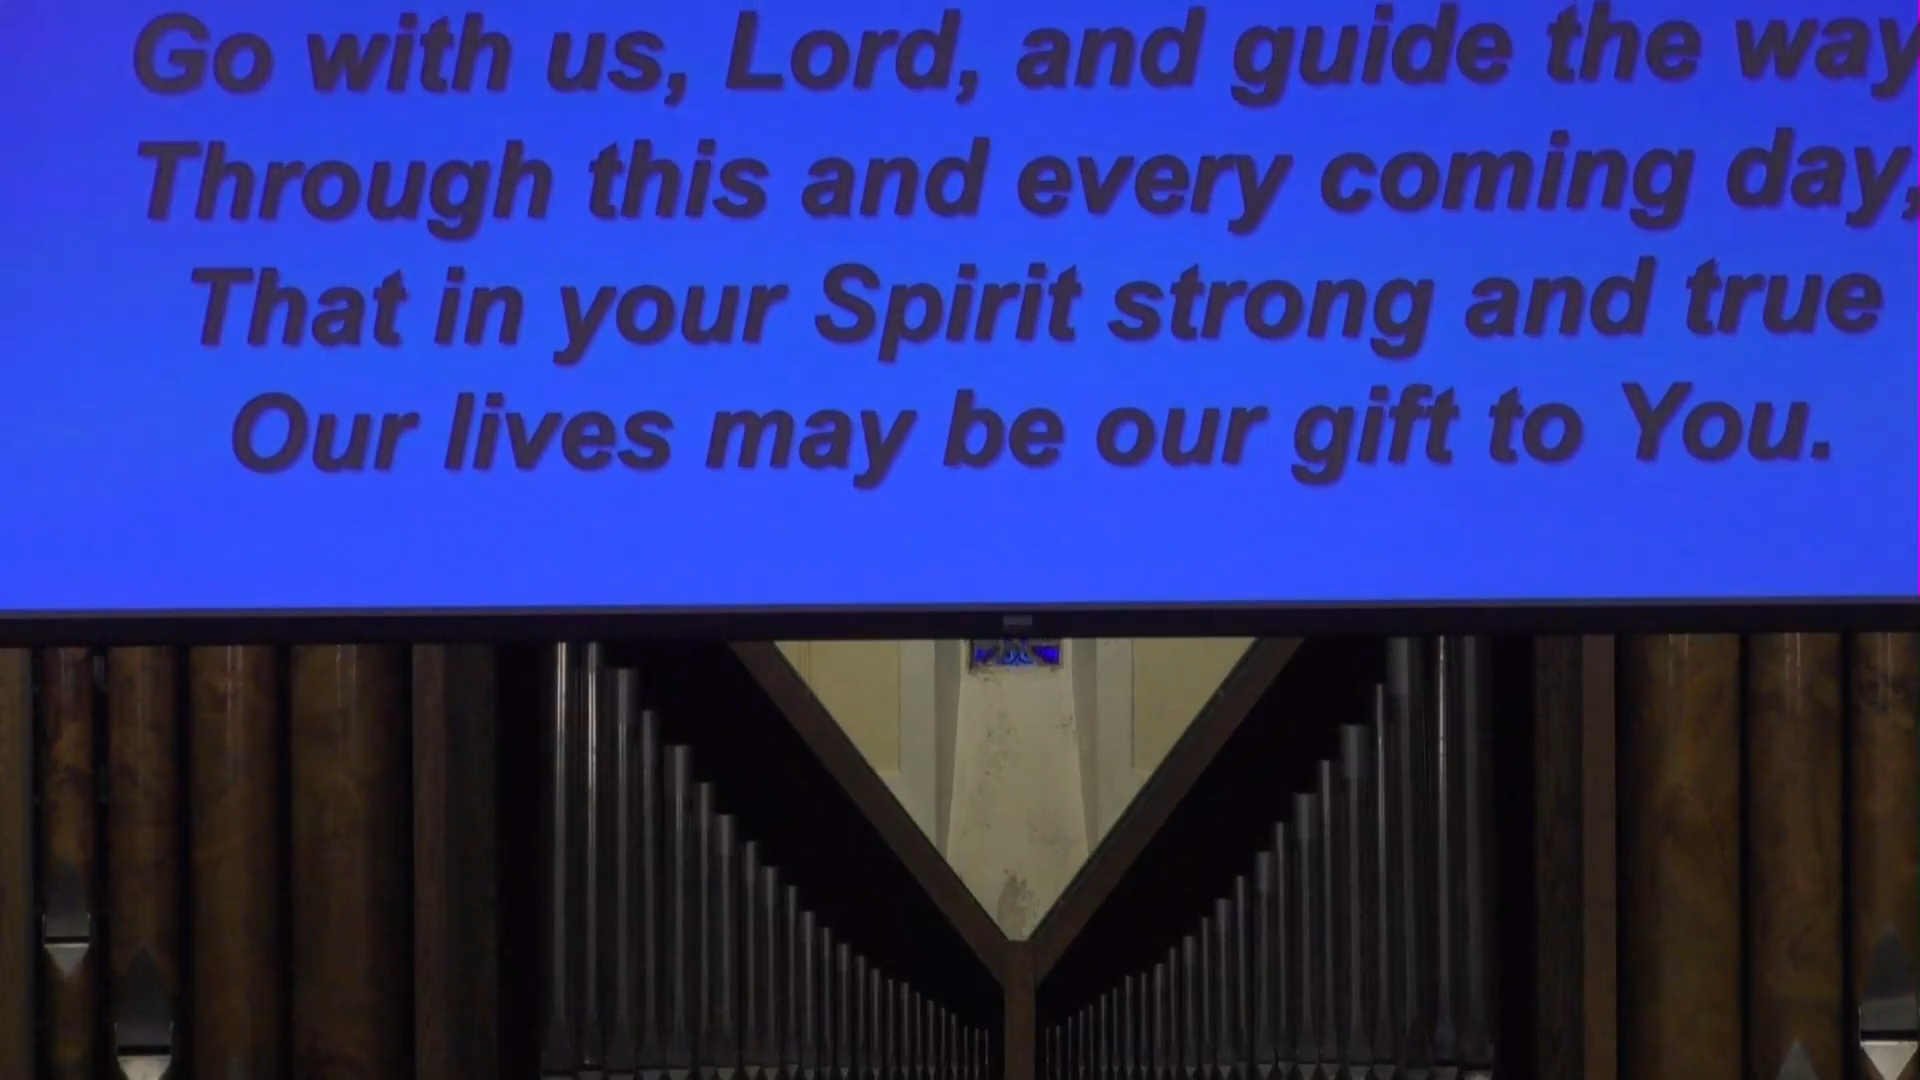 Go with us, Lord, and guide the way
Through this and every coming day,
That in your Spirit strong and true
Our lives may be our gift to You.